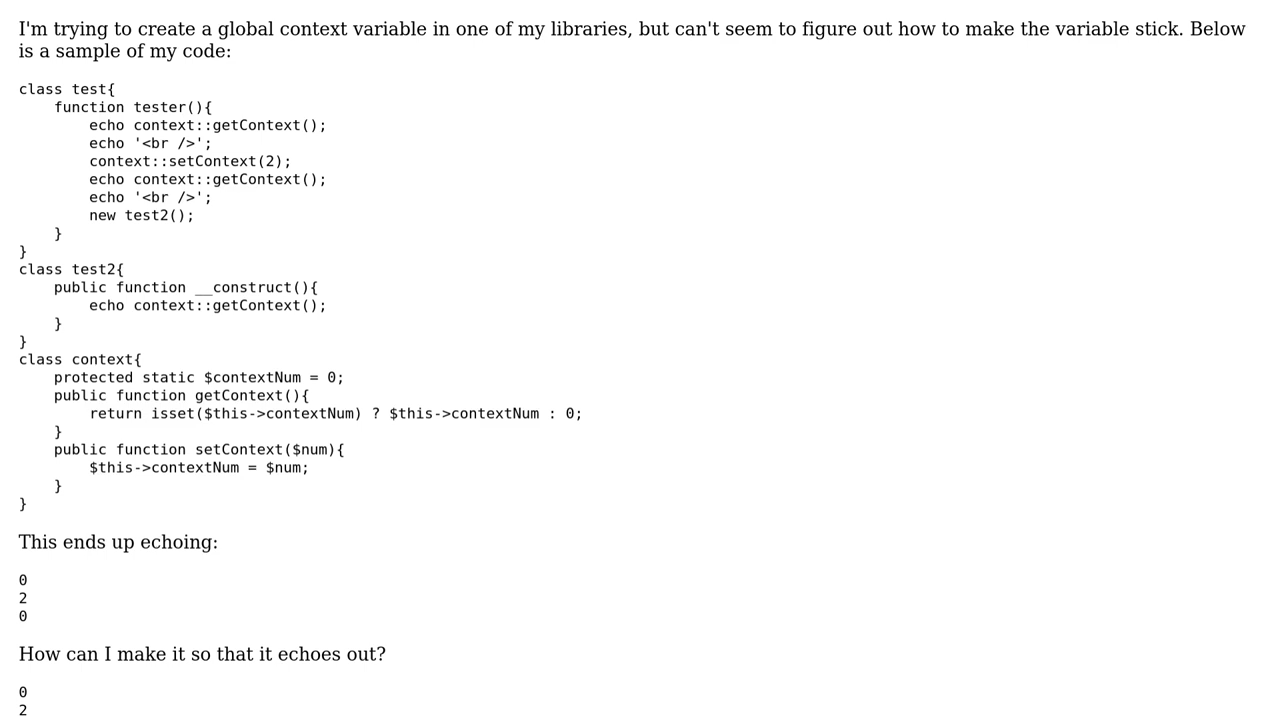 I'm trying to create a global context variable in one of my libraries, but can't seem to figure out how to make the variable stick. Below
is a sample of my code:
class test{
    function tester(){
        echo context::getContext();
        echo '<br />';
        context::setContext(2);
        echo context::getContext();
        echo '<br />';
        new test2();
    }
}
class test2{
    public function __construct(){
        echo context::getContext();
    }
}
class context{
    protected static $contextNum = 0;
    public function getContext(){
        return isset($this->contextNum) ? $this->contextNum : 0;
    }
    public function setContext($num){
        $this->contextNum = $num;
    }
}
This ends up echoing:
0
2
0
How can I make it so that it echoes out?
0
2